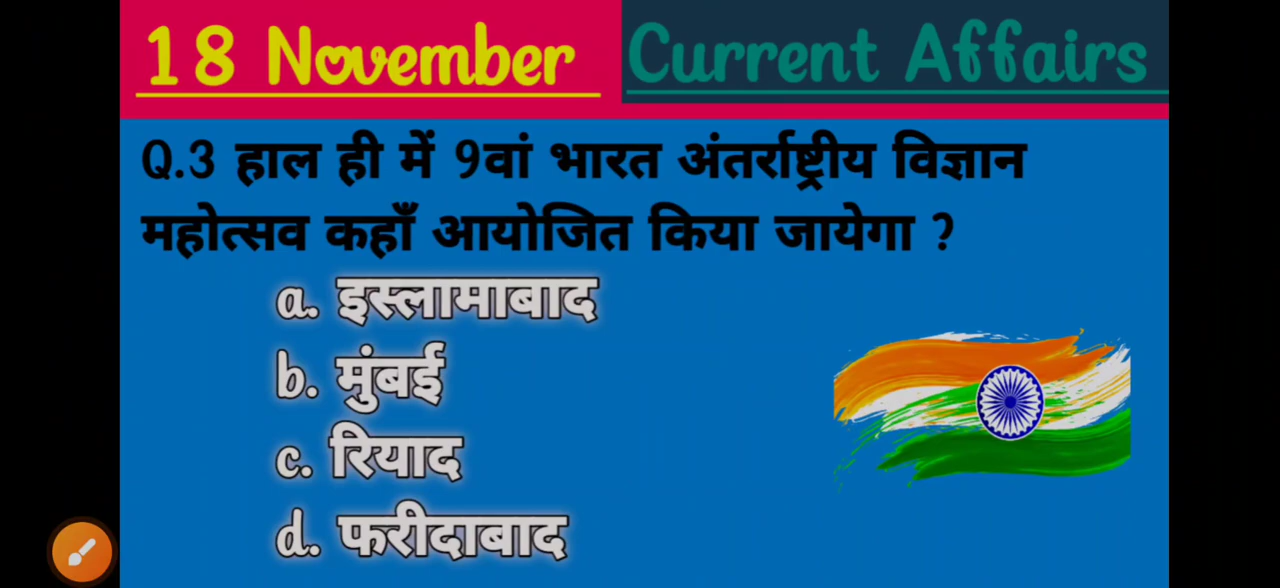 18 November Current Affairs
Q.3 हाल ही में 9वां भारत अंतर्राष्ट्रीय विज्ञान
महोत्सव कहाँ आयोजित किया जायेगा ?
a. इस्लामाबाद
b. मुंबई
c. रियाद
d. फरीदाबाद